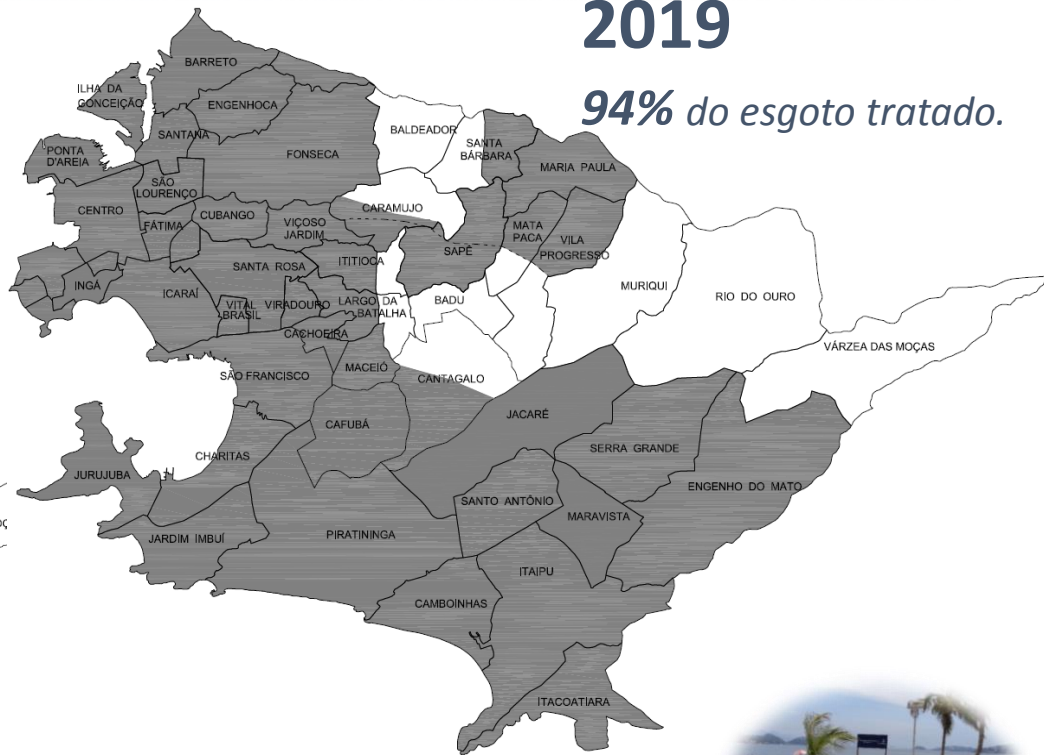 2019
94% do esgoto tratado.
BARRETO
ILHA DA
CONCEIÇÃO
ENGENHOCA
SANTANA
BALDEADOR
SANTA
BÁRBARA
FONSECA
PONTA
D'AREIA
MARIA PAULA
SÃO
LOURENÇO
CENTRO
CUBANGO
CARAMUJO
FÁTIMA
VIÇOSO
JARDIM
MATA
PACA
VILA
PROGRESSO
SAPÊ
ITITIOCA
SANTA ROSA
INGÁ
ICARAÍ
MURIQUI
RIO DO OURO
VITAL
BRASIL
VIRADOURO
LARGO DA
BATALHA
BADU
CACHOEIRA
VÁRZEA DAS MOÇAS
MACEIÓ
SÃO FRANCISCO
CANTAGALO
JACARÉ
CAFUBÁ
SERRA GRANDE
CHARITAS
JURUJUBA
ENGENHO DO MATO
SANTO ANTÔNIO
MARAVISTA
JARDIM IMBUÍ
PIRATININGA
ITAIPU
CAMBOINHAS
ITACOATIARA